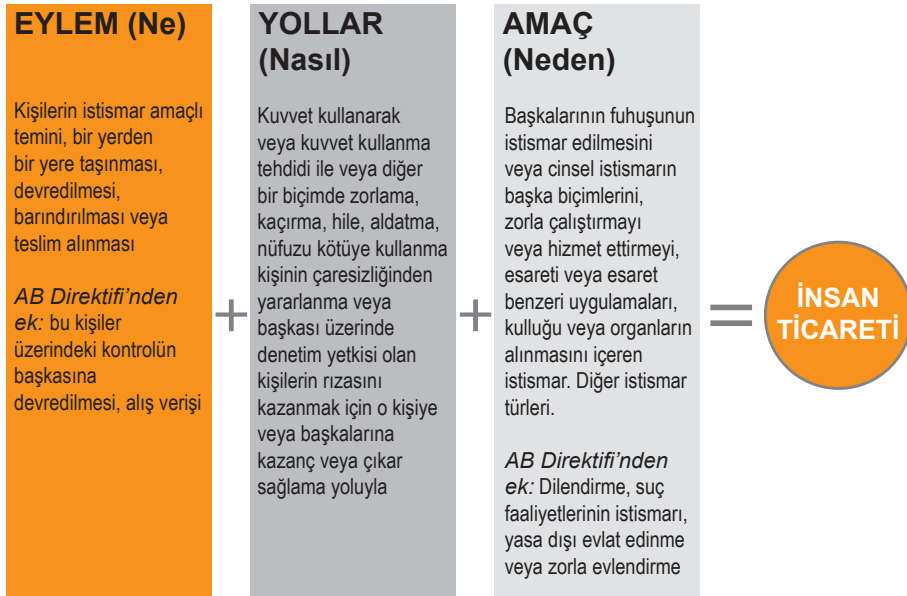 EYLEM (Ne)
Kişilerin istismar amaçlı
temini, bir yerden
bir yere taşınması,
devredilmesi,
barındırılması veya
teslim alınması
AB Direktifi’nden
ek: bu kişiler
üzerindeki kontrolün
başkasına
devredilmesi, alış verişi
+
YOLLAR
(Nasıl)
Kuvvet kullanarak
veya kuvvet kullanma
tehdidi ile veya diğer
bir biçimde zorlama,
kaçırma, hile, aldatma,
nüfuzu kötüye kullanma
kişinin çaresizliğinden
yararlanma veya
başkası üzerinde
denetim yetkisi olan
kişilerin rızasını
kazanmak için o kişiye
veya başkalarına
kazanç veya çıkar
sağlama yoluyla
+
AMAÇ
(Neden)
Başkalarının fuhuşunun
istismar edilmesini
veya cinsel istismarın
başka biçimlerini,
zorla çalıştırmayı
veya hizmet ettirmeyi,
esareti veya esaret
benzeri uygulamaları,
kulluğu veya organların
alınmasını içeren
istismar. Diğer istismar
türleri.
AB Direktifi’nden
ek: Dilendirme, suç
faaliyetlerinin istismarı,
yasa dışı evlat edinme
veya zorla evlendirme
=
İNSAN
TİCARETİ